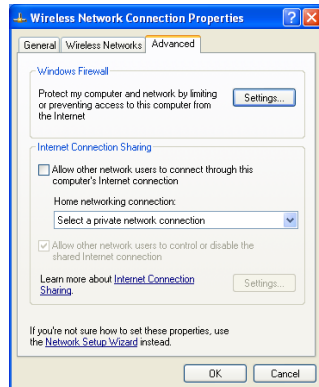 Wireless Network Connection Properties
General
Wireless Networks
Advanced
Windows Firewall
Protect my computer and network by limiting
or preventing access to this computer from
the Internet
Settings...
Internet Connection Sharing
Allow other network users to connect through this
computer's Internet connection
Home networking connection:
Select a private network connection
Allow other network users to control or disable the
shared Internet connection
Learn more about Internet Connection
Sharing.
Settings...
If you're not sure how to set these properties, use
the Network Setup Wizard instead.
OK
Cancel